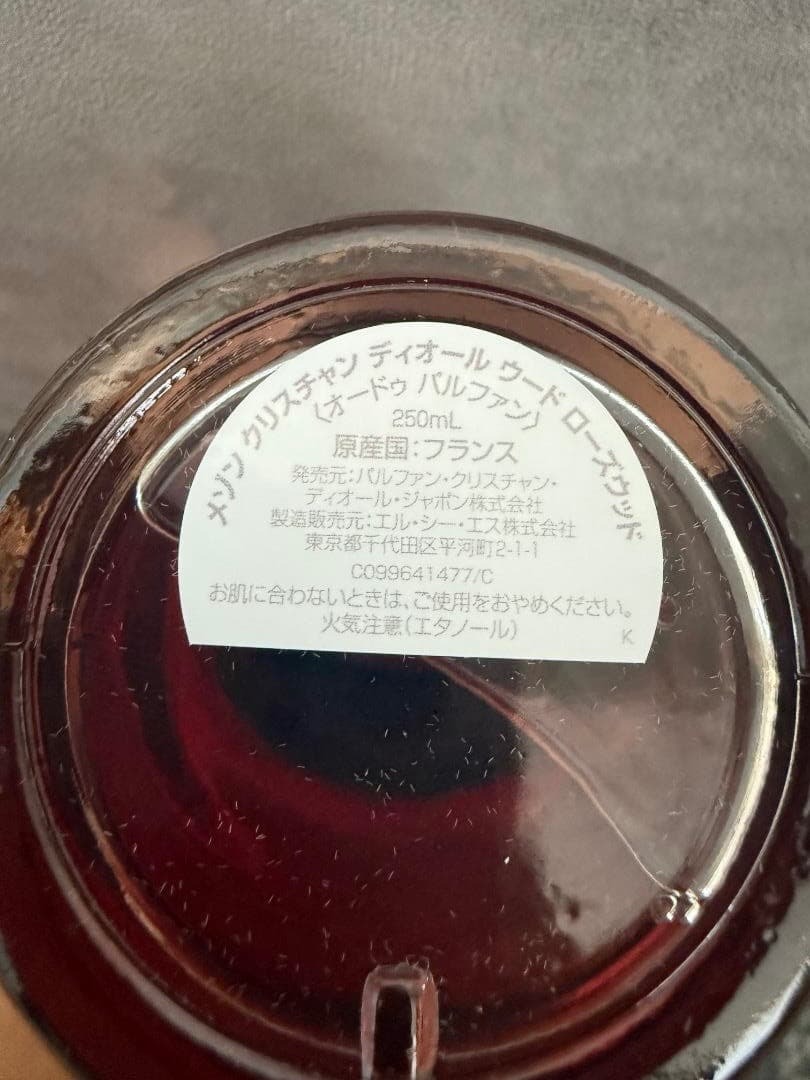 メゾン クリスチャン ディオール ウード ローズウッド
〈オードゥ パルファン〉
250mL
原産国:フランス
発売元:パルファン・クリスチャン・
ディオール・ジャポン株式会社
製造販売元:エル・シー・エス株式会社
東京都千代田区平河町2-1-1
C099641477/C
お肌に合わないときは、ご使用をおやめください。
火気注意(エタノール)
K